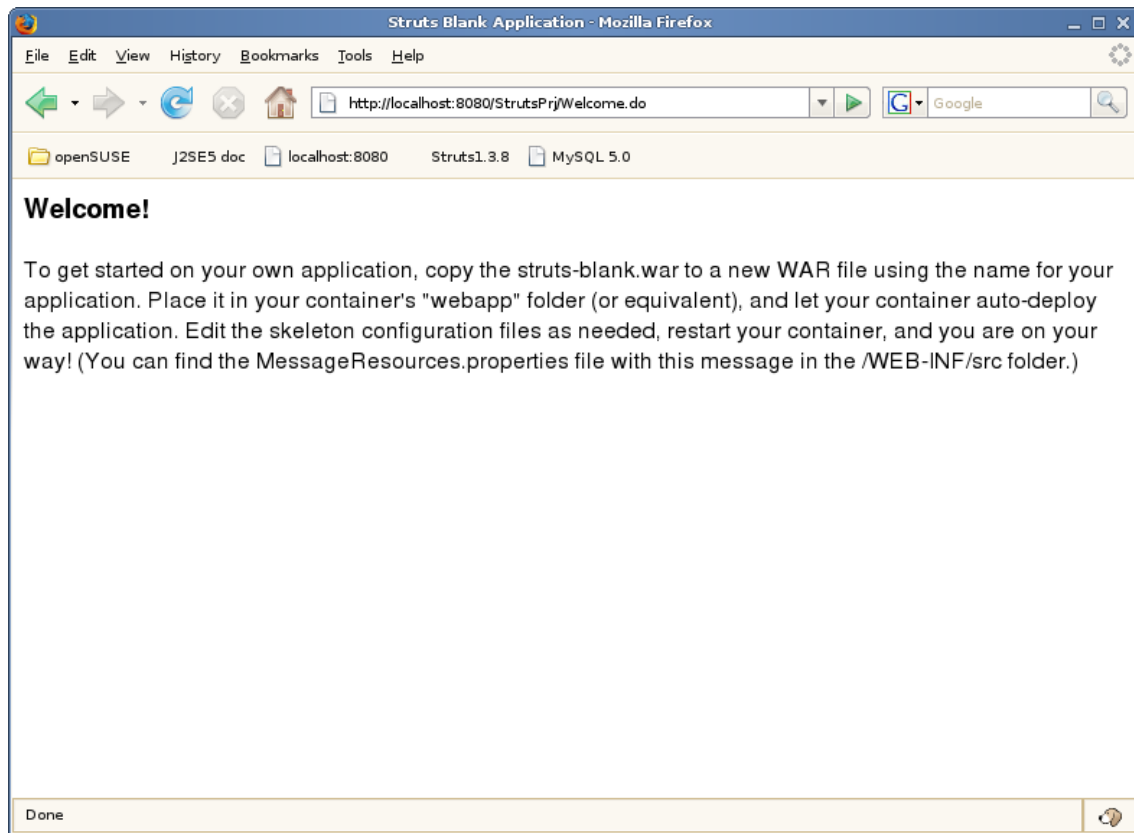 Struts Blank Application - Mozilla Firefox
File Edit View History Bookmarks Tools Help
http://localhost:8080/StrutsPrj/Welcome.do G Google
openSUSE J2SE5 doc localhost:8080 Struts1.3.8 MySQL 5.0
Welcome!
To get started on your own application, copy the struts-blank.war to a new WAR file using the name for your
application. Place it in your container's "webapp" folder (or equivalent), and let your container auto-deploy
the application. Edit the skeleton configuration files as needed, restart your container, and you are on your
way! (You can find the MessageResources.properties file with this message in the /WEB-INF/src folder.)
Done